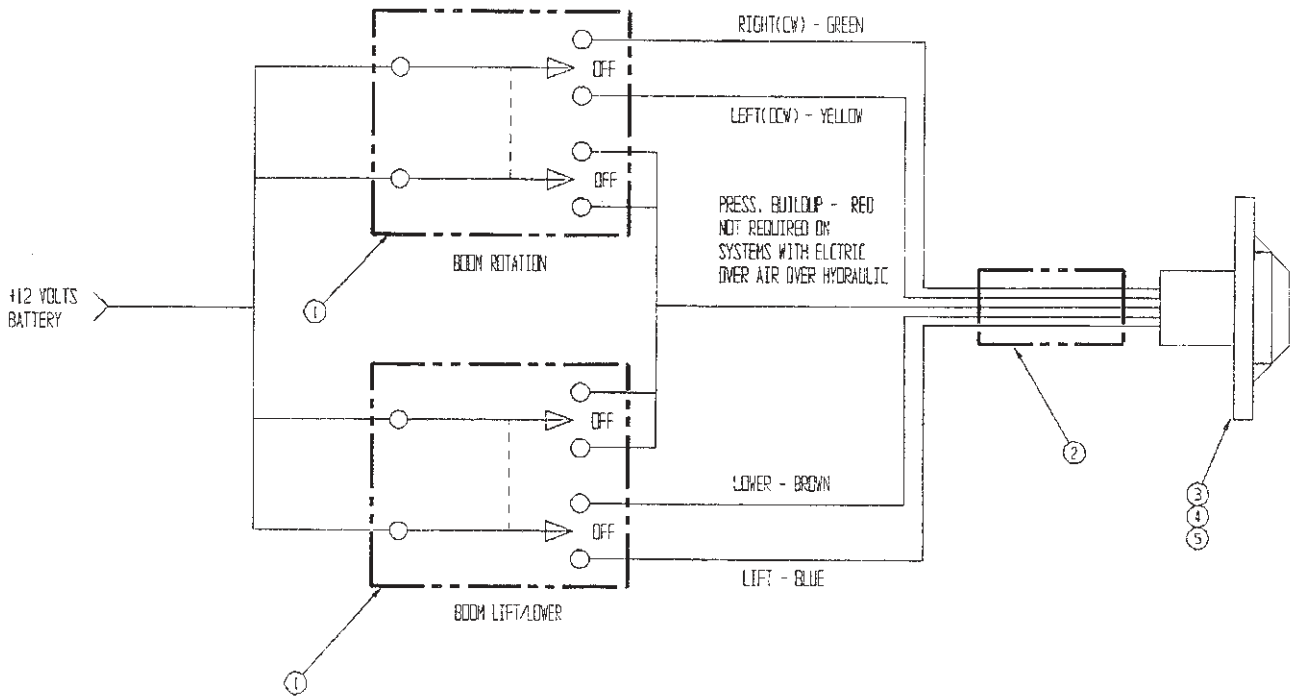 RIGHT(CW) - GREEN
OFF
LEFT(CCW) - YELLOW
OFF
PRESS. BUILDUP - RED
NOT REQUIRED ON
SYSTEMS WITH ELCTRIC
OVER AIR OVER HYDRAULIC
BOOM ROTATION
1
+12 VOLTS
BATTERY
OFF
2
LOWER - BROWN
OFF
3
4
5
LIFT - BLUE
BOOM LIFT/LOWER
1